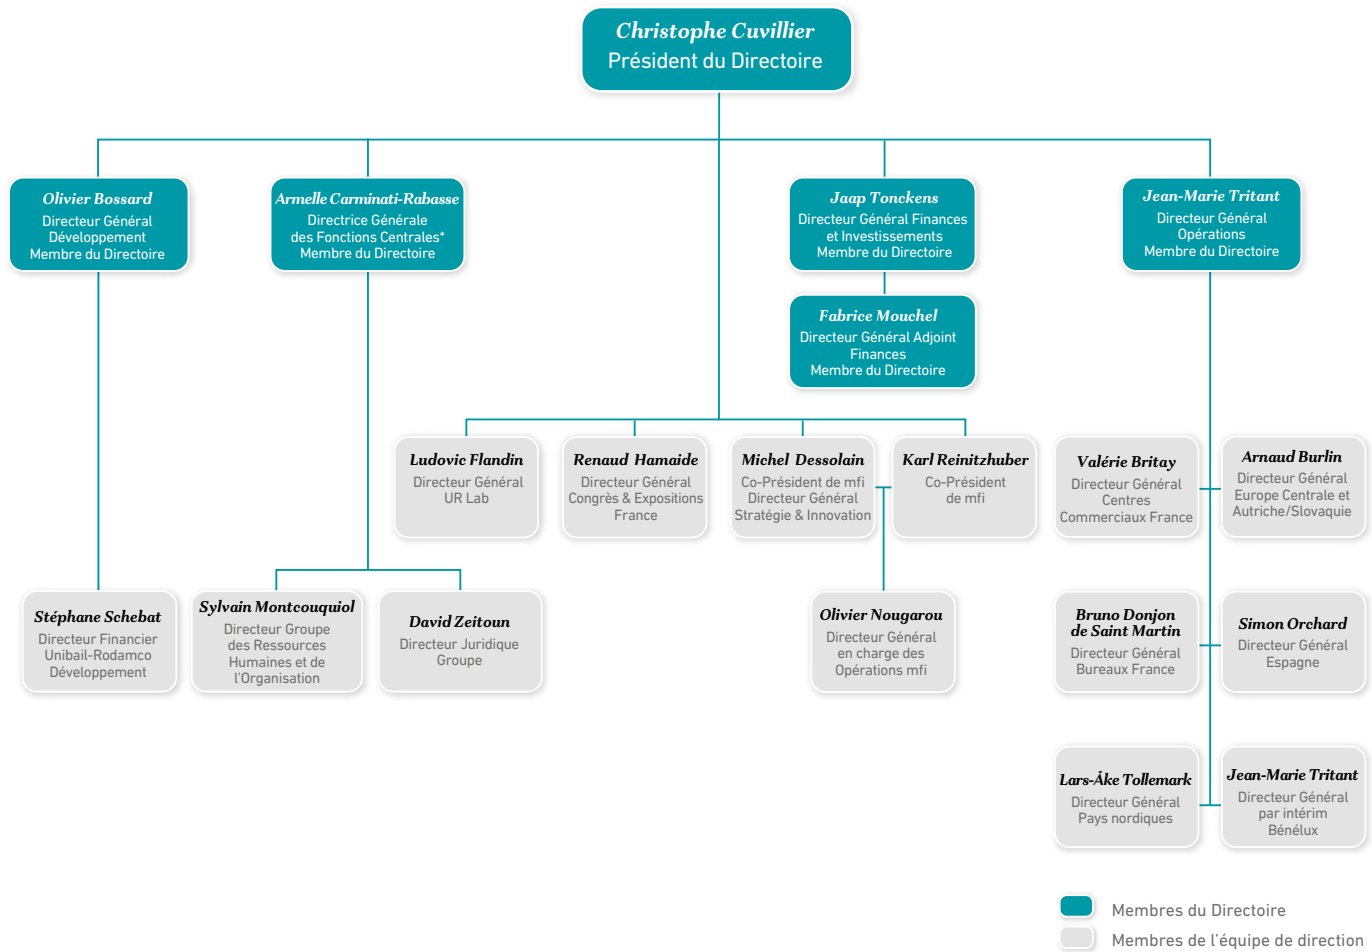 Christophe Cuvillier
Président du Directoire
Olivier Bossard
Directeur Général
Développement
Membre du Directoire
Armelle Carminati-Rabasse
Directrice Générale
des Fonctions Centrales*
Membre du Directoire
Jaap Tonckens
Directeur Général Finances
et Investissements
Membre du Directoire
Jean-Marie Tritant
Directeur Général
Opérations
Membre du Directoire
Fabrice Mouchel
Directeur Général Adjoint
Finances
Membre du Directoire
Ludovic Flandin
Directeur Général
UR Lab
Renaud Hamaide
Directeur Général
Congrès & Expositions
France
Michel Dessolain
Co-Président de mfi
Directeur Général
Stratégie & Innovation
Karl Reinitzhuber
Co-Président
de mfi
Valérie Britay
Directeur Général
Centres
Commerciaux France
Arnaud Burlin
Directeur Général
Europe Centrale et
Autriche/Slovaquie
Stéphane Schebat
Directeur Financier
Unibail-Rodamco
Développement
Sylvain Montcouquiol
Directeur Groupe
des Ressources
Humaines et de
l'Organisation
David Zeitoun
Directeur Juridique
Groupe
Olivier Nougarou
Directeur Général
en charge des
Opérations mfi
Bruno Donjon
de Saint Martin
Directeur Général
Bureaux France
Simon Orchard
Directeur Général
Espagne
Lars-Åke Tollemark
Directeur Général
Pays nordiques
Jean-Marie Tritant
Directeur Général
par intérim
Bénélux
Membres du Directoire
Membres de l'équipe de direction